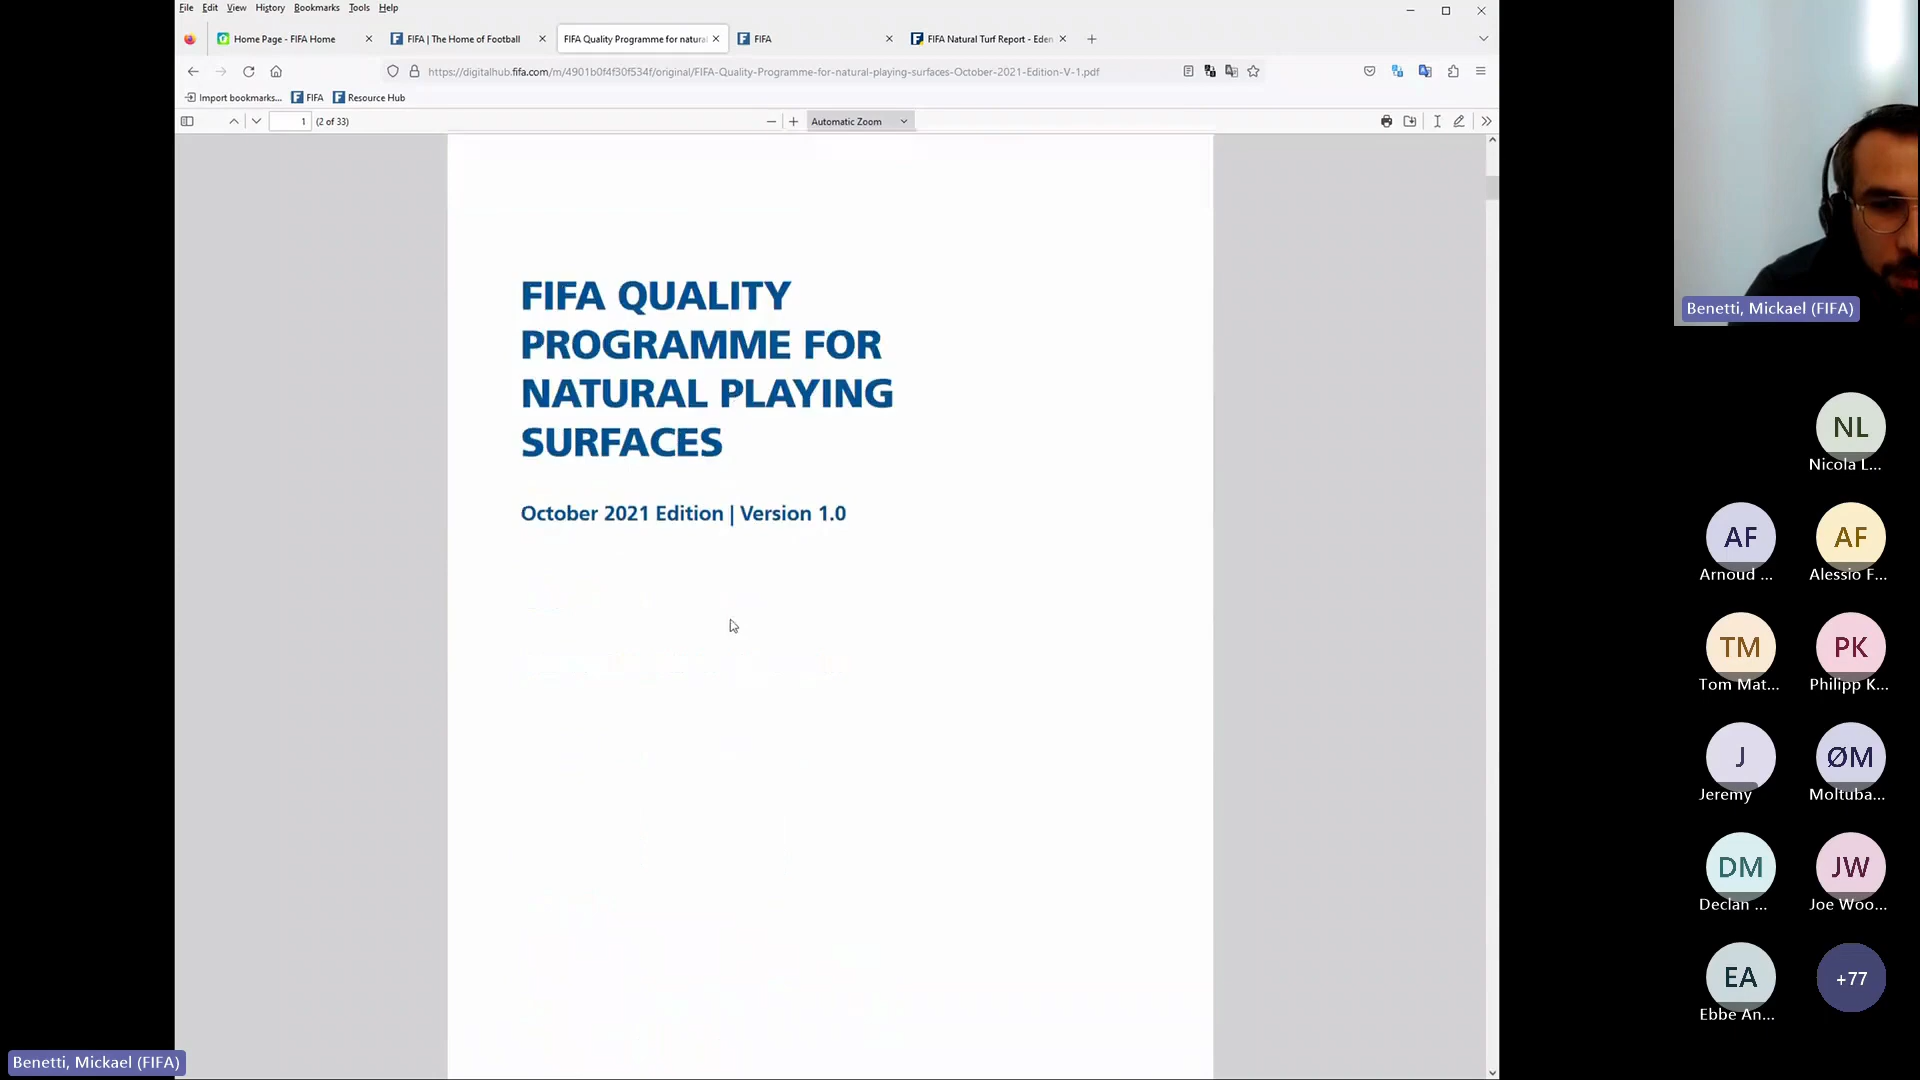 File Edit View History Bookmarks Tools Help
Home Page - FIFA Home
FIFA | The Home of Football
FIFA Quality Programme for natural
FIFA
FIFA Natural Turf Report - Eden
https://digitalhub.fifa.com/m/4901b0f4f30f534f/original/FIFA-Quality-Programme-for-natural-playing-surfaces-October-2021-Edition-V-1.pdf
Import bookmarks... FIFA Resource Hub
1 (2 of 33) Automatic Zoom
FIFA QUALITY
PROGRAMME FOR
NATURAL PLAYING
SURFACES
October 2021 Edition | Version 1.0
Benetti, Mickael (FIFA)
NL
Nicola L...
AF AF
Arnoud ... Alessio F...
TM PK
Tom Mat... Philipp K...
J ØM
Jeremy Moltuba...
DM JW
Declan ... Joe Woo...
EA +77
Ebbe An...
Benetti, Mickael (FIFA)